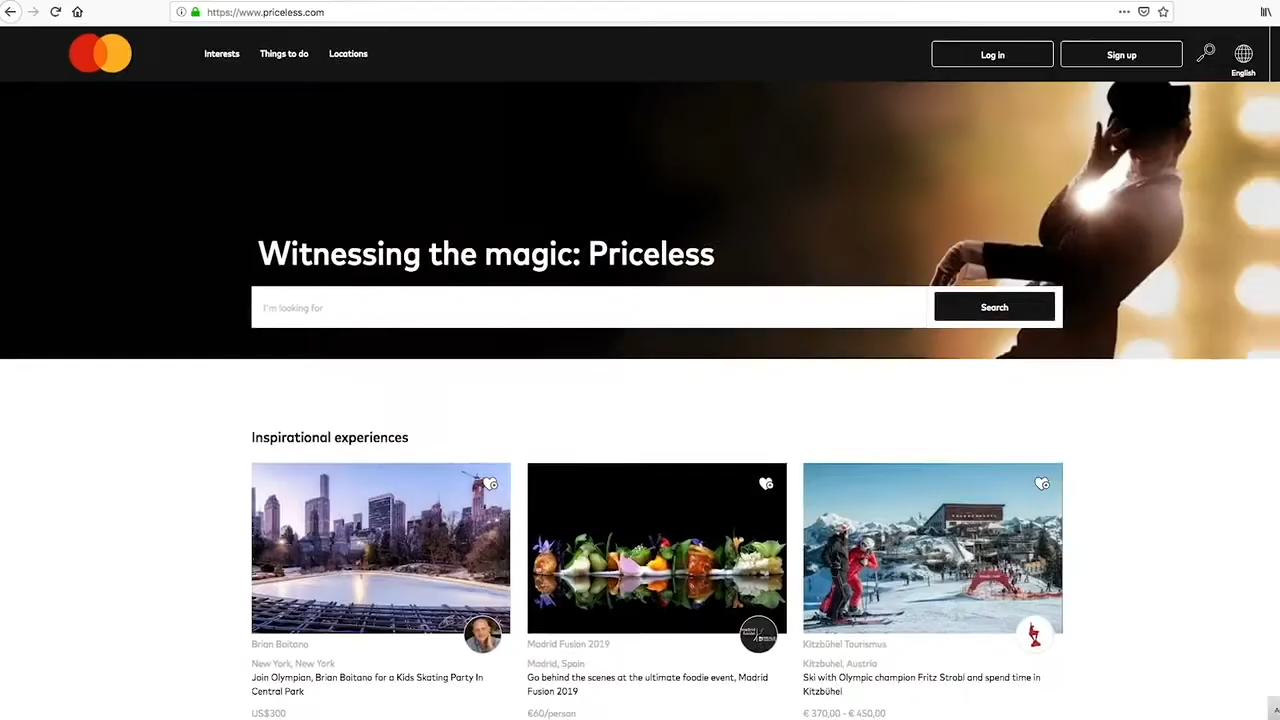 https://www.priceless.com
Interests
Things to do
Locations
Log in
Sign up
English
Witnessing the magic: Priceless
I'm looking for
Search
Inspirational experiences
Brian Boitano
New York, New York
Join Olympian, Brian Boitano for a Kids Skating Party In
Central Park
US$300
Madrid Fusion 2019
Madrid, Spain
Go behind the scenes at the ultimate foodie event, Madrid
Fusion 2019
€60/person
Kitzbühel Tourismus
Kitzbuhel, Austria
Ski with Olympic champion Fritz Strobl and spend time in
Kitzbühel
€ 370,00 - € 450,00